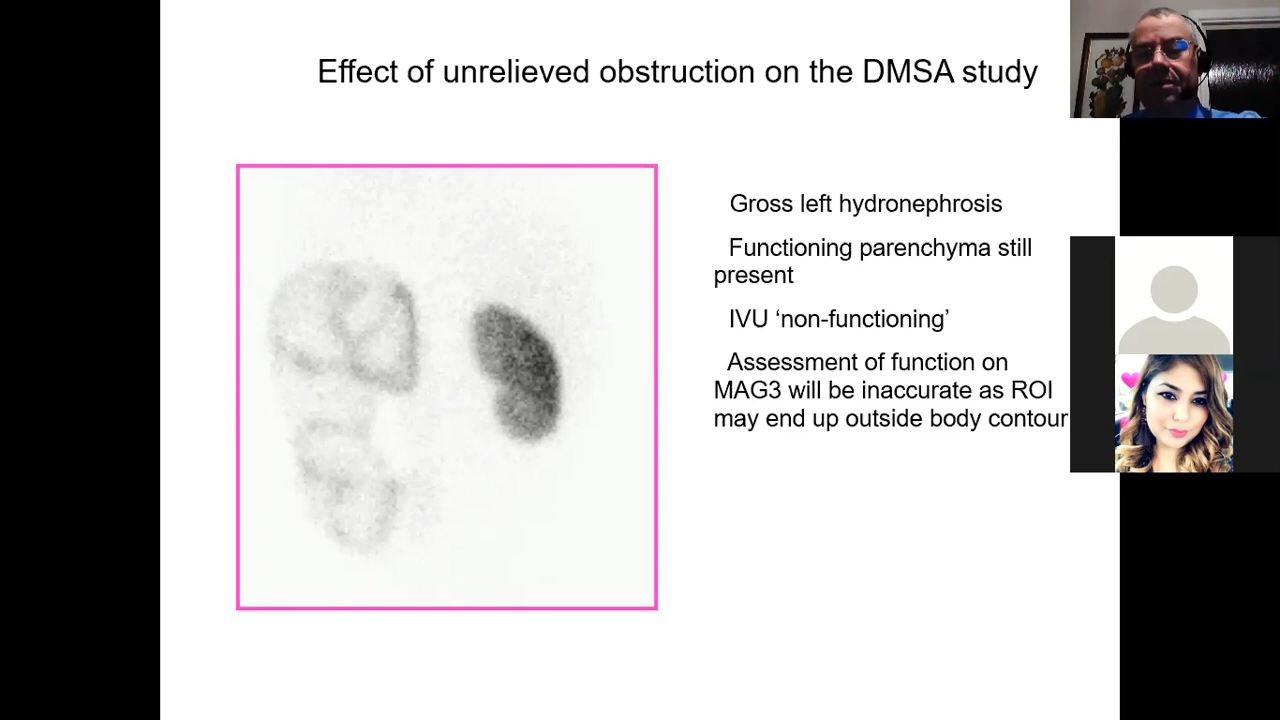 Effect of unrelieved obstruction on the DMSA study
Gross left hydronephrosis
Functioning parenchyma still
present
IVU ‘non-functioning’
Assessment of function on
MAG3 will be inaccurate as ROI
may end up outside body contour